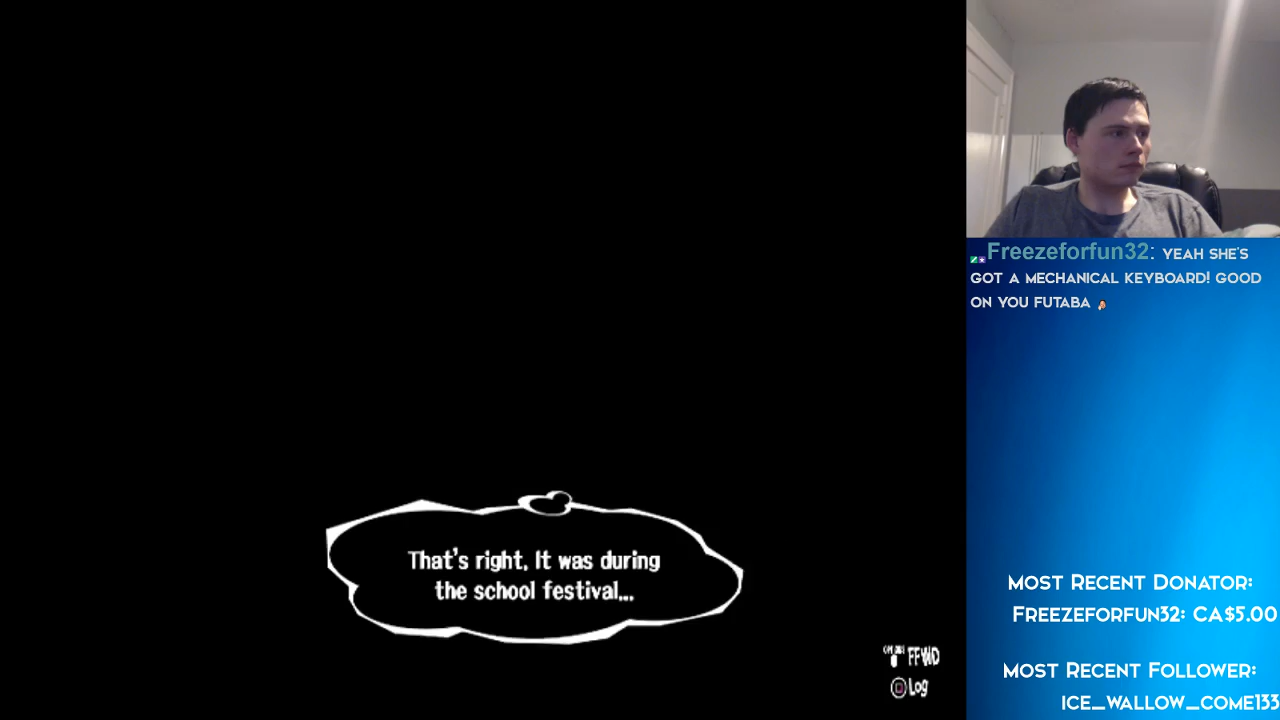 Freezeforfun32: YEAH SHE'S
GOT A MECHANICAL KEYBOARD! GOOD
ON YOU FUTABA
That's right. It was during
the school festival...
FFWD
Log
MOST RECENT DONATOR:
FREEZEFORFUN32: CA$5.00
MOST RECENT FOLLOWER:
ICE_WALLOW_COME133